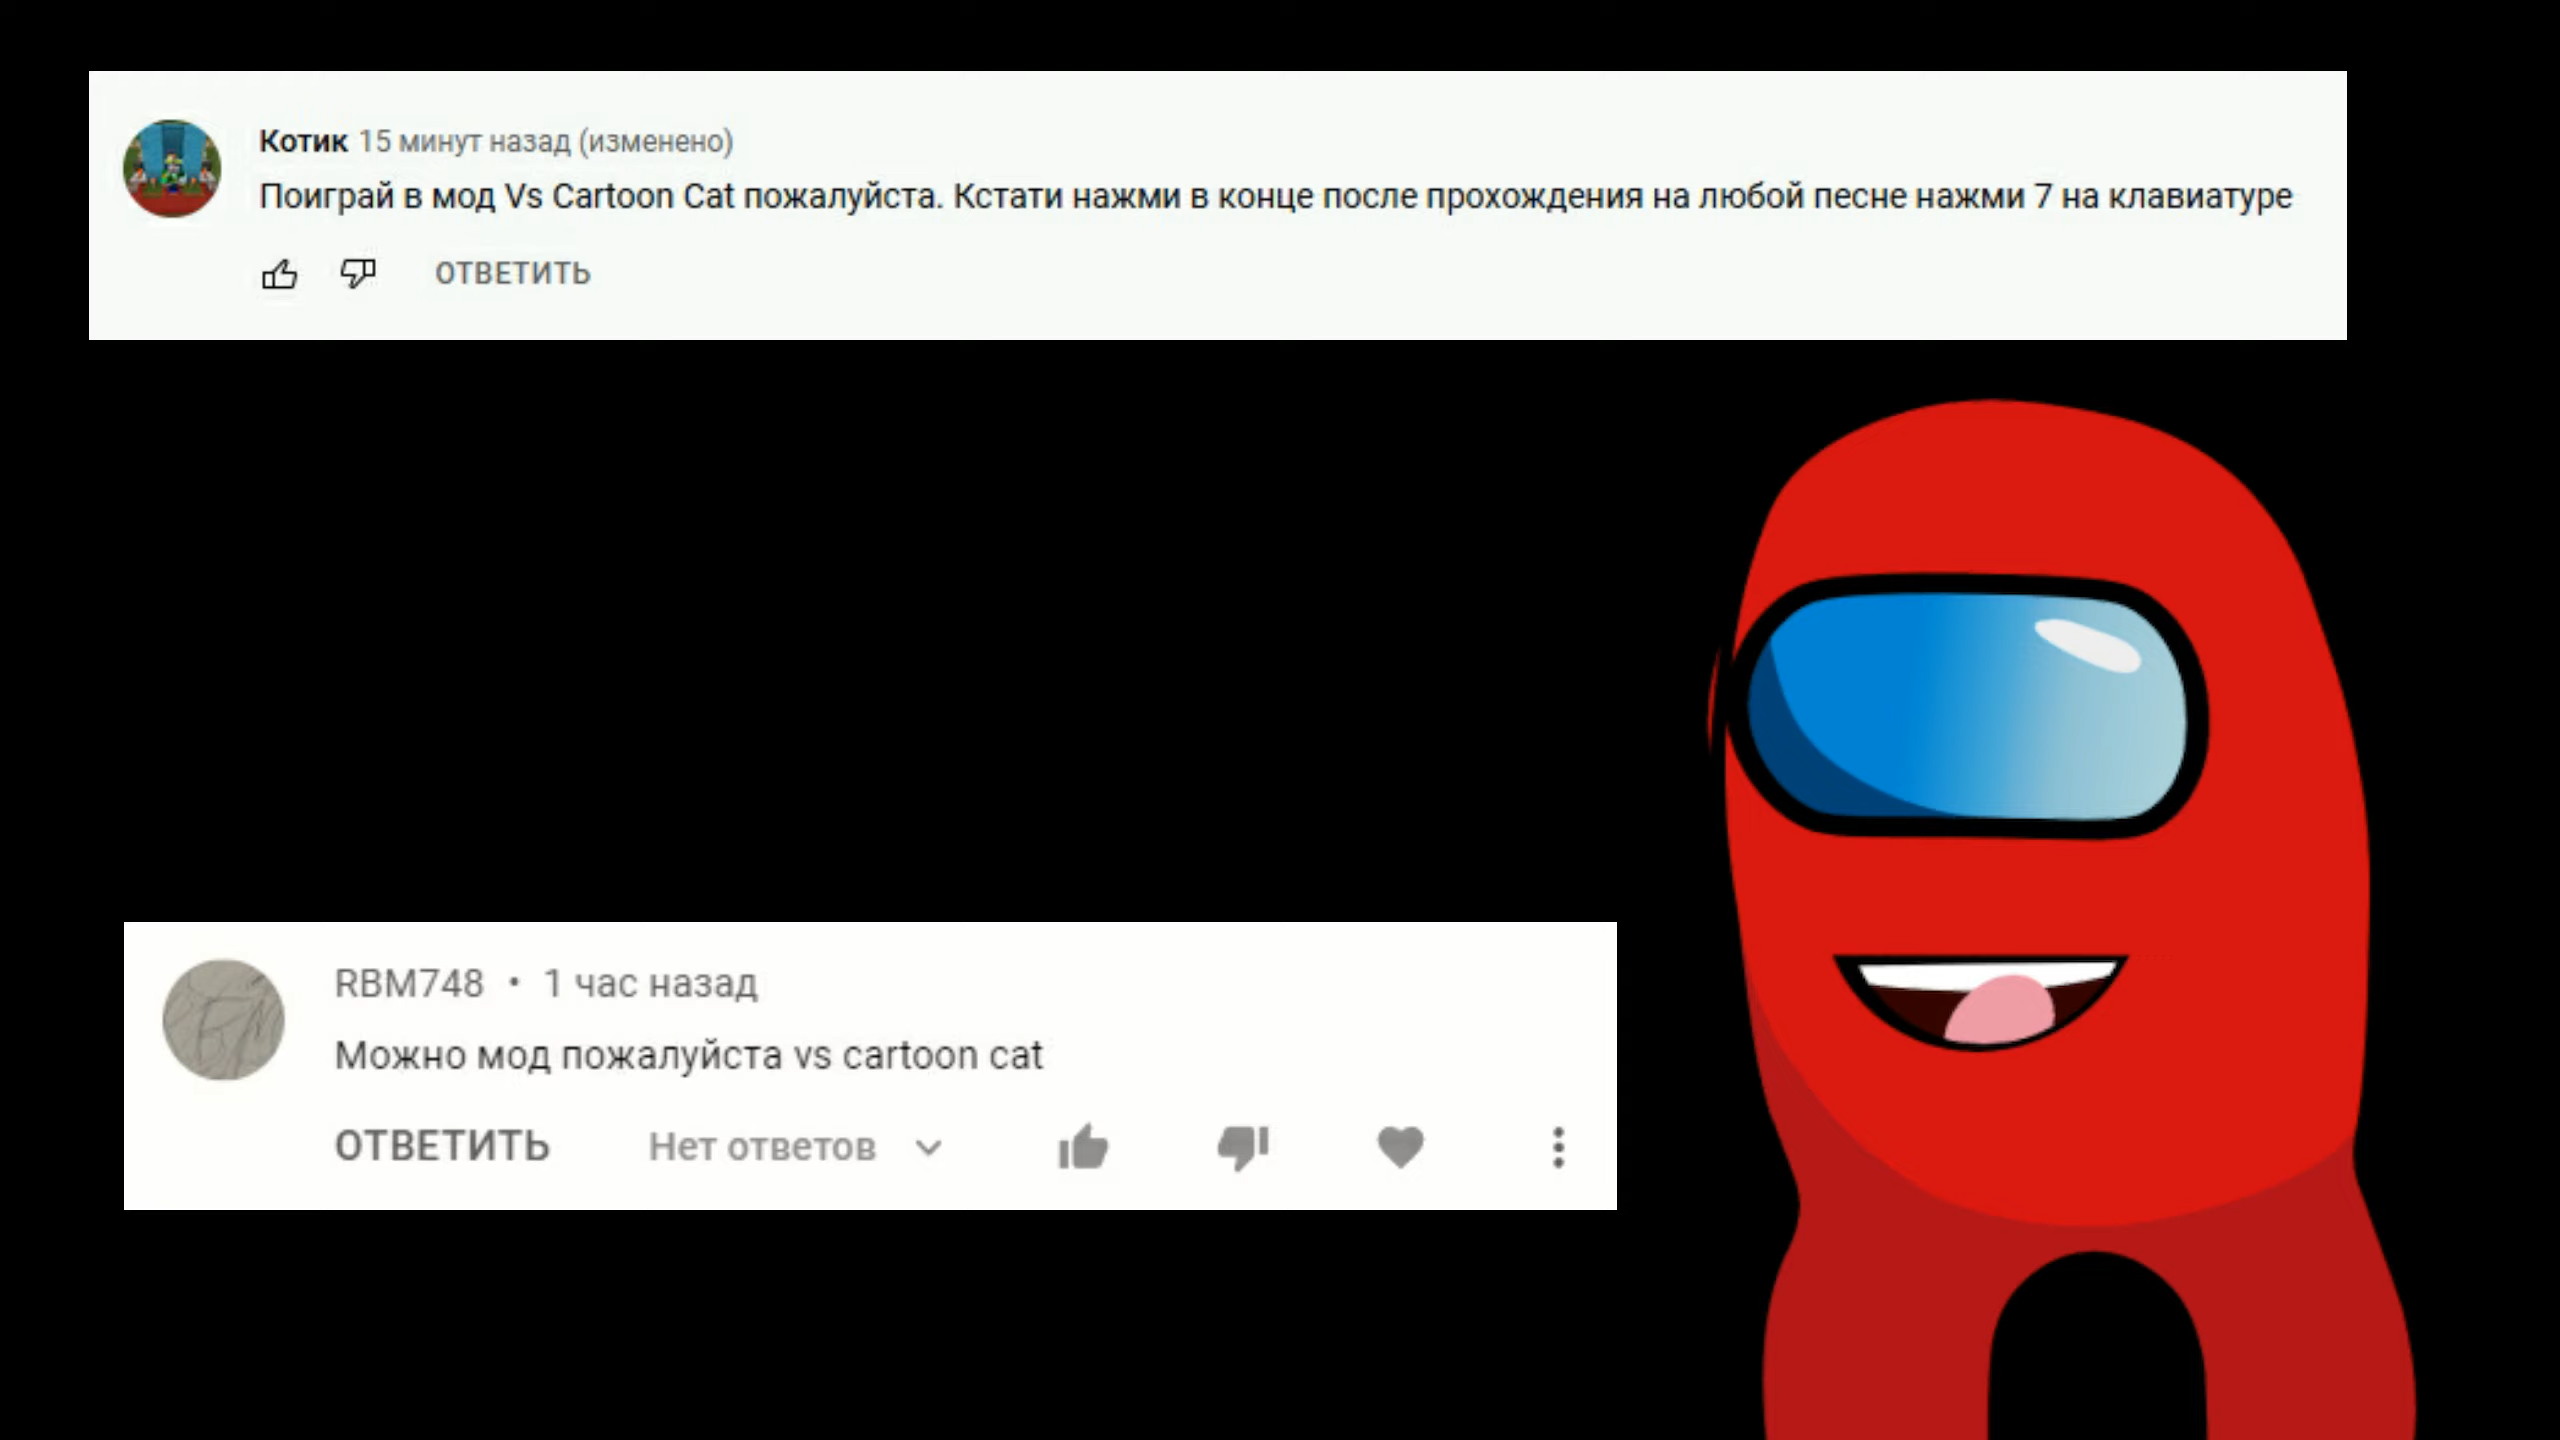 Котик 15 минут назад (изменено)
Поиграй в мод Vs Cartoon Cat пожалуйста. Кстати нажми в конце после прохождения на любой песне нажми 7 на клавиатуре
ОТВЕТИТЬ
RBM748 • 1 час назад
Можно мод пожалуйста vs cartoon cat
ОТВЕТИТЬ Нет ответов